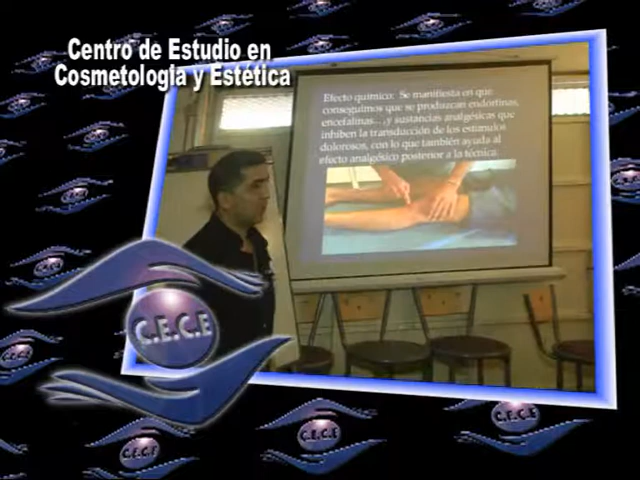 Centro de Estudio en
Cosmetología y Estética
Efecto químico: Se manifiesta en que
conseguimos que se produzcan endorfinas,
encefalinas....y sustancias analgésicas que
inhiben la transducción de los estímulos
dolorosos, con lo que también ayuda al
efecto analgésico posterior a la técnica.
C.E.C.E